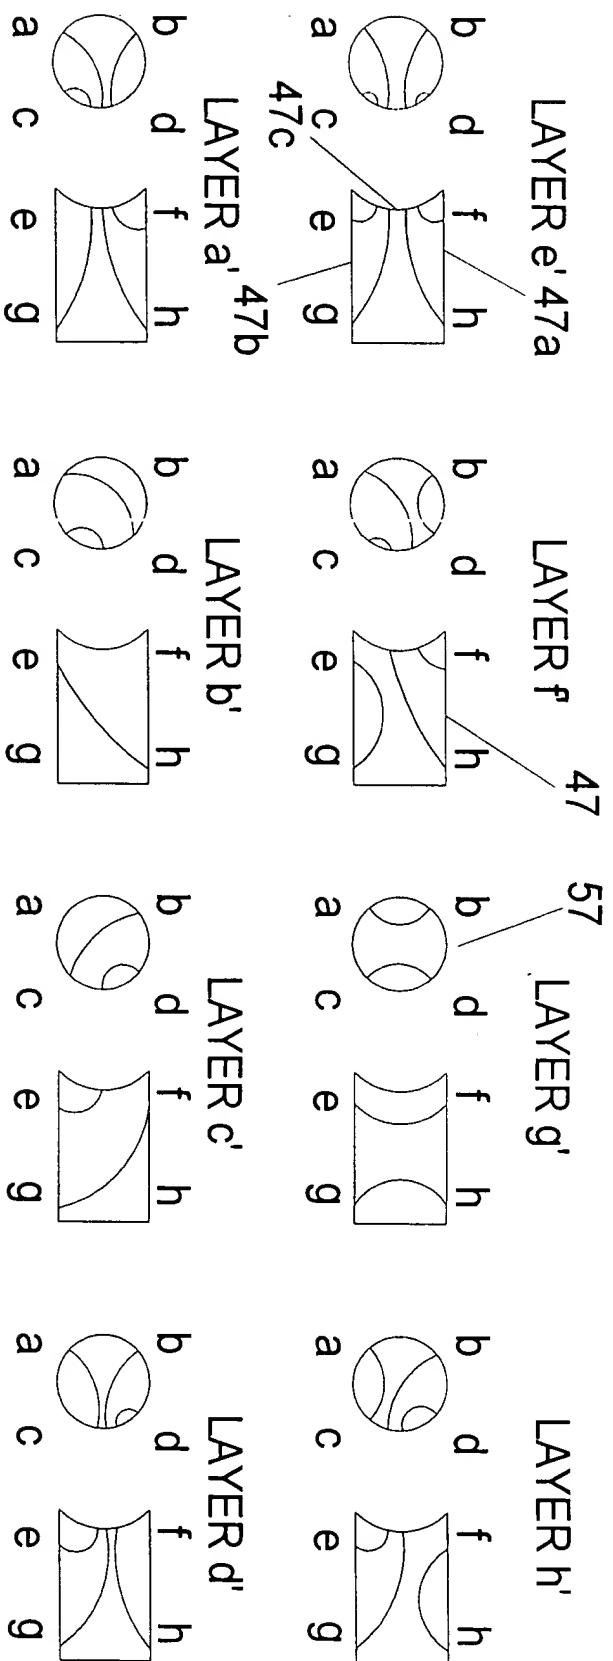 47 57
LAYER e' 47a LAYER f' LAYER g' LAYER h'
b d f h b d f h b d f h b d f h
a c e g a c e g a c e g a c e g
47c
LAYER a' 47b LAYER b' LAYER c' LAYER d'
b d f h b d f h b d f h b d f h
a c e g a c e g a c e g a c e g